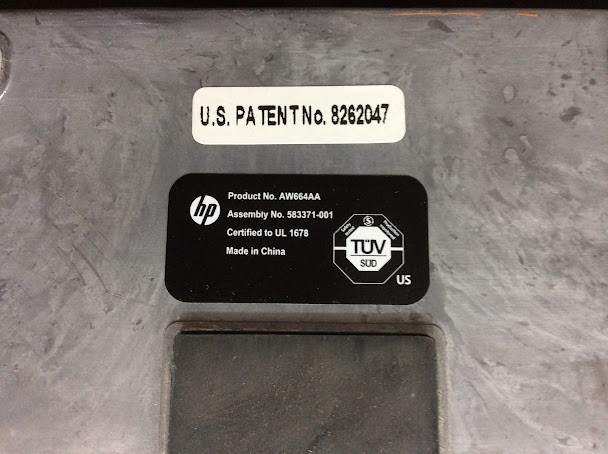 U.S. PATENT No. 8262047
hp
Product No. AW664AA
Assembly No. 583371-001
Certified to UL 1678
Made in China
TÜV
SÜD
US